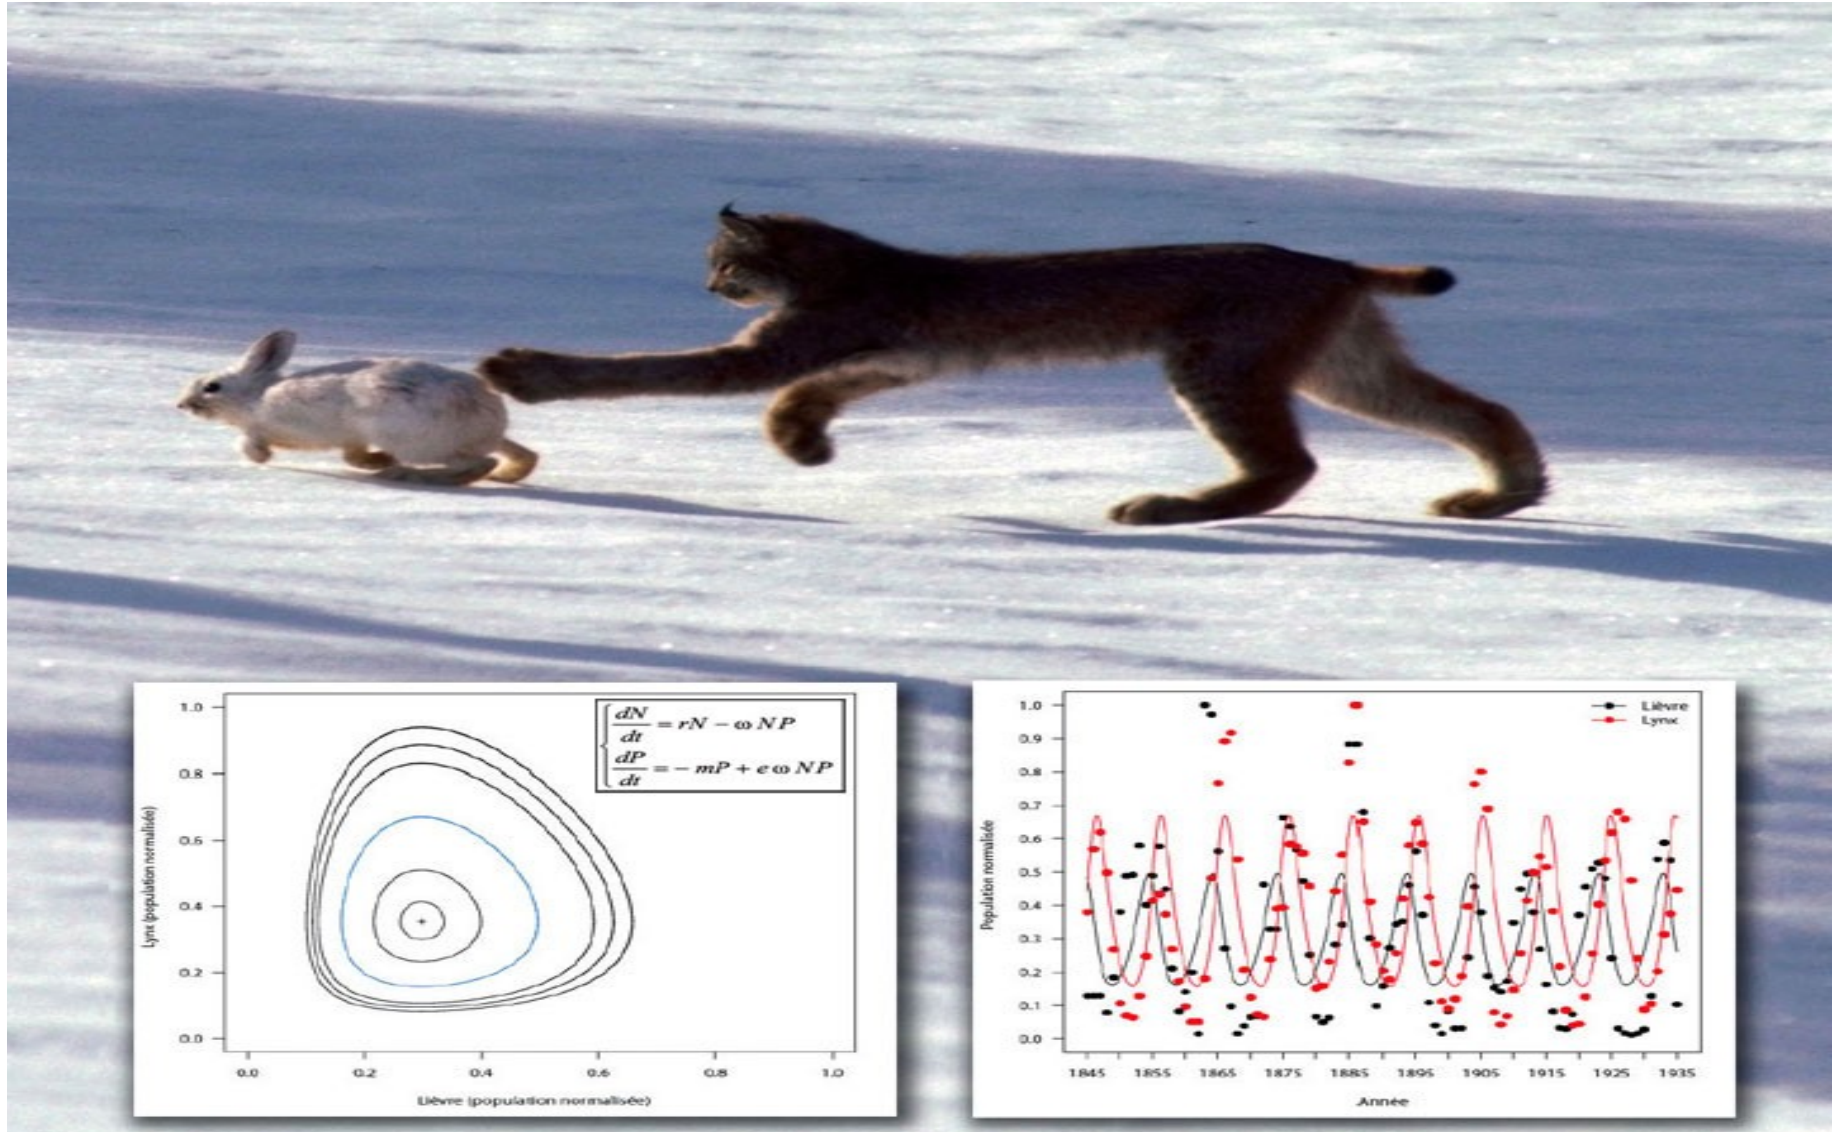 1.0
0.8
0.6
0.4
0.2
0.0
Lynx (population normalisée)
dN/dt = rN − ω NP
dP/dt = − mP + e ω NP
0.0 0.2 0.4 0.6 0.8 1.0
Lièvre (population normalisée)
1.0
0.9
0.8
0.7
0.6
0.5
0.4
0.3
0.2
0.1
0.0
Population normalisée
Lièvre
Lynx
1845 1855 1865 1875 1885 1895 1905 1915 1925 1935
Année